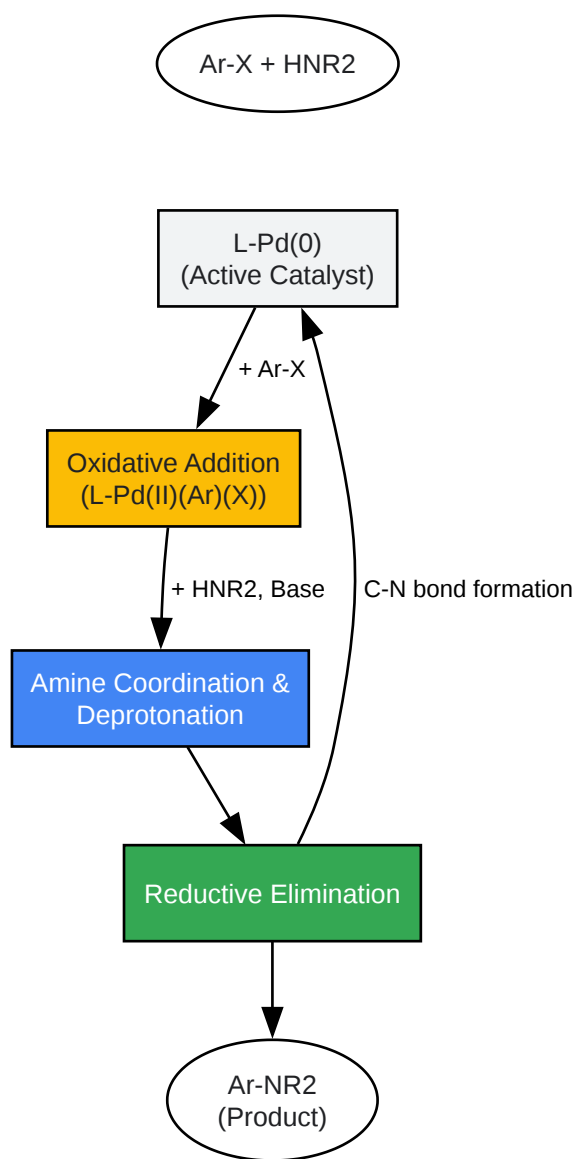 Ar-X + HNR2
L-Pd(0)
(Active Catalyst)
+ Ar-X
Oxidative Addition
(L-Pd(II)(Ar)(X))
+ HNR2, Base
C-N bond formation
Amine Coordination &
Deprotonation
Reductive Elimination
Ar-NR2
(Product)